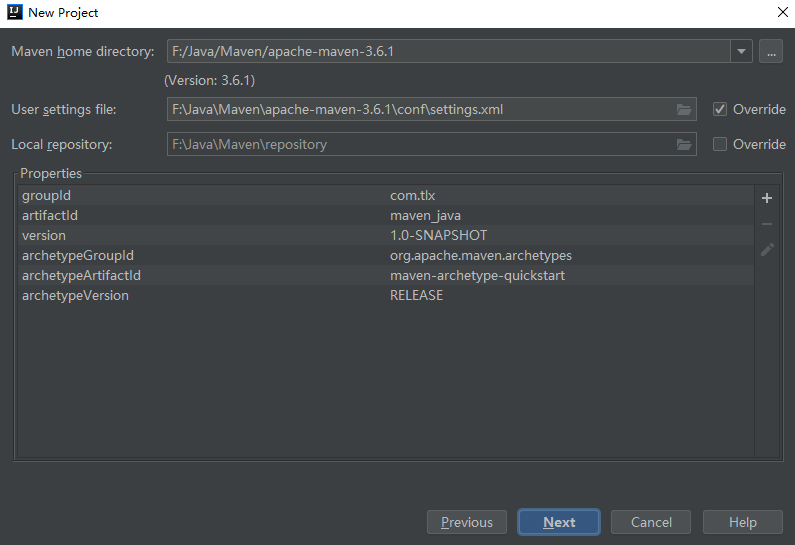 New Project
Maven home directory: F:/Java/Maven/apache-maven-3.6.1 ...
(Version: 3.6.1)
User settings file: F:\Java\Maven\apache-maven-3.6.1\conf\settings.xml Override
Local repository: F:\Java\Maven\repository Override
Properties
groupId com.tlx
artifactId maven_java
version 1.0-SNAPSHOT
archetypeGroupId org.apache.maven.archetypes
archetypeArtifactId maven-archetype-quickstart
archetypeVersion RELEASE
Previous Next Cancel Help